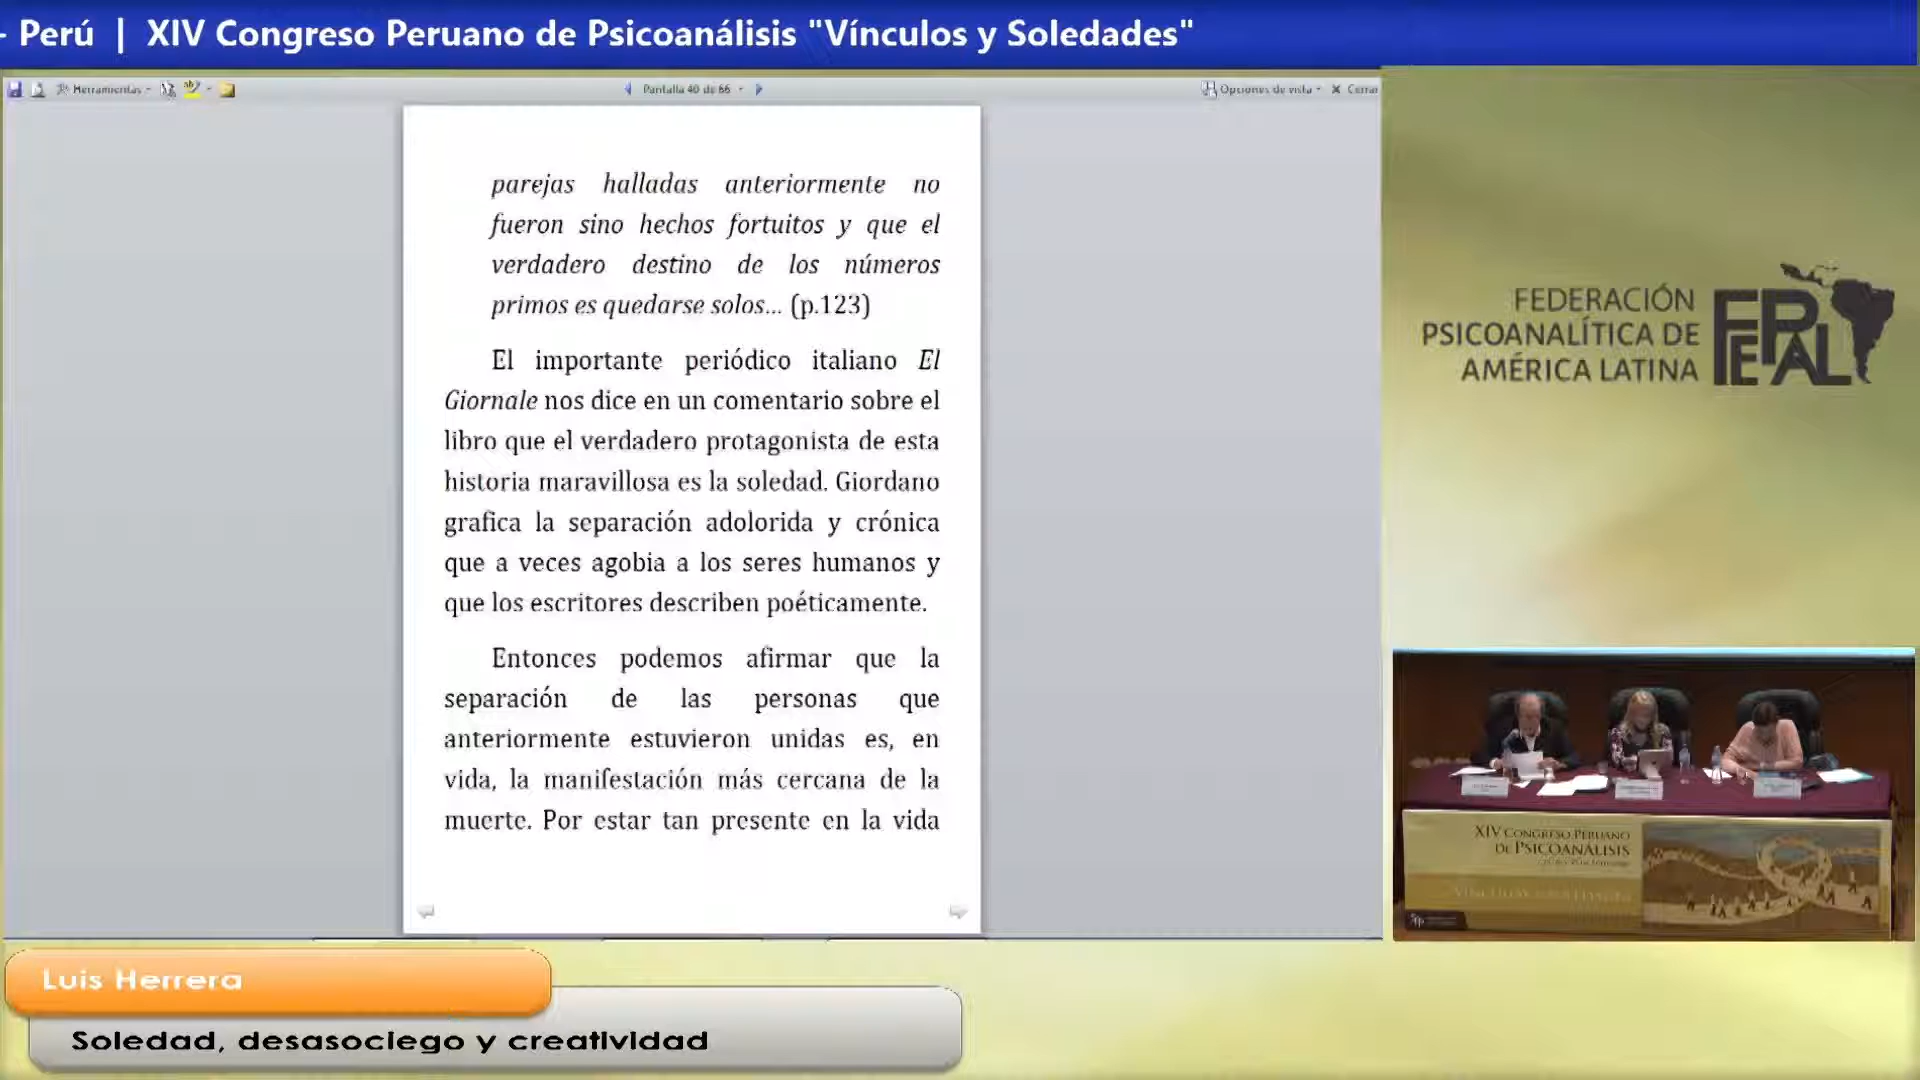 - Perú | XIV Congreso Peruano de Psicoanálisis "Vínculos y Soledades"
Herramientas
Pantalla 40 de 66
Opciones de vista
Cerrar
parejas halladas anteriormente no
fueron sino hechos fortuitos y que el
verdadero destino de los números
primos es quedarse solos... (p.123)
El importante periódico italiano El
Giornale nos dice en un comentario sobre el
libro que el verdadero protagonista de esta
historia maravillosa es la soledad. Giordano
grafica la separación adolorida y crónica
que a veces agobia a los seres humanos y
que los escritores describen poéticamente.
Entonces podemos afirmar que la
separación de las personas que
anteriormente estuvieron unidas es, en
vida, la manifestación más cercana de la
muerte. Por estar tan presente en la vida
FEDERACIÓN
PSICOANALÍTICA DE
AMÉRICA LATINA
FEPAL
XIV CONGRESO PERUANO
DE PSICOANÁLISIS
Luis Herrera
Soledad, desasociego y creatividad